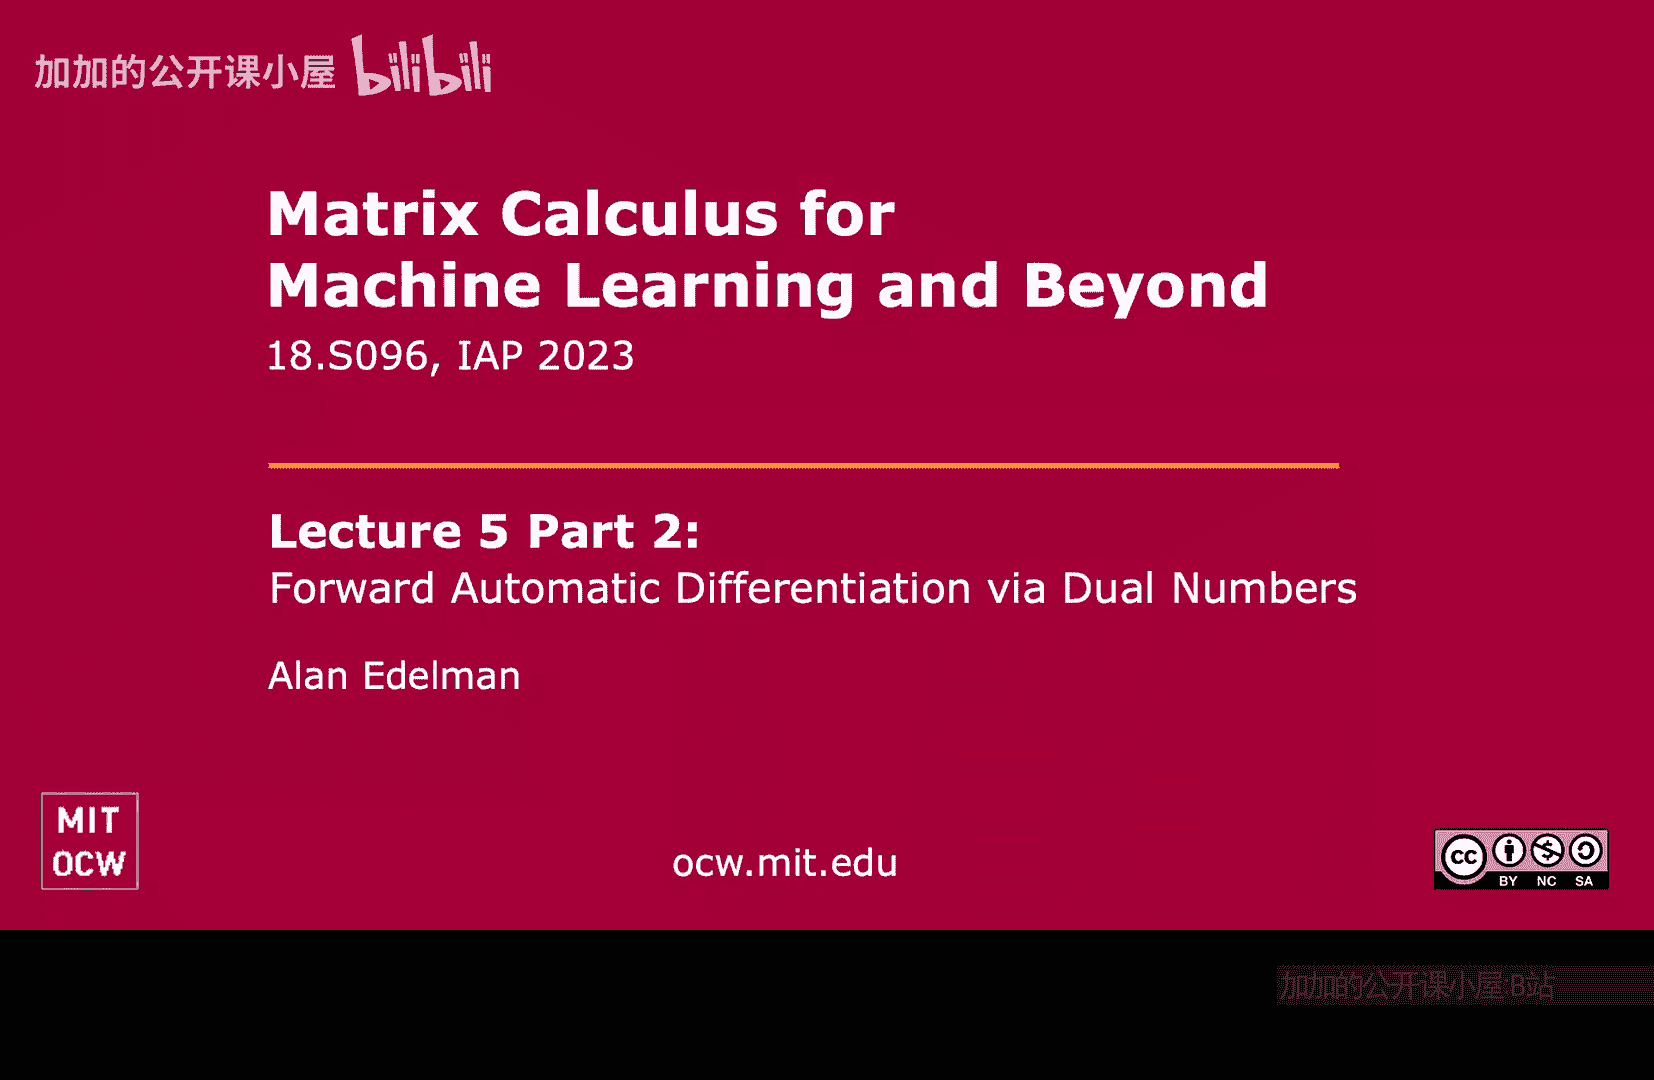 加加的公开课小屋 bilibili
Matrix Calculus for
Machine Learning and Beyond
18.S096, IAP 2023
Lecture 5 Part 2:
Forward Automatic Differentiation via Dual Numbers
Alan Edelman
MIT
OCW
ocw.mit.edu
cc
BY NC SA
加加的公开课小屋:B站